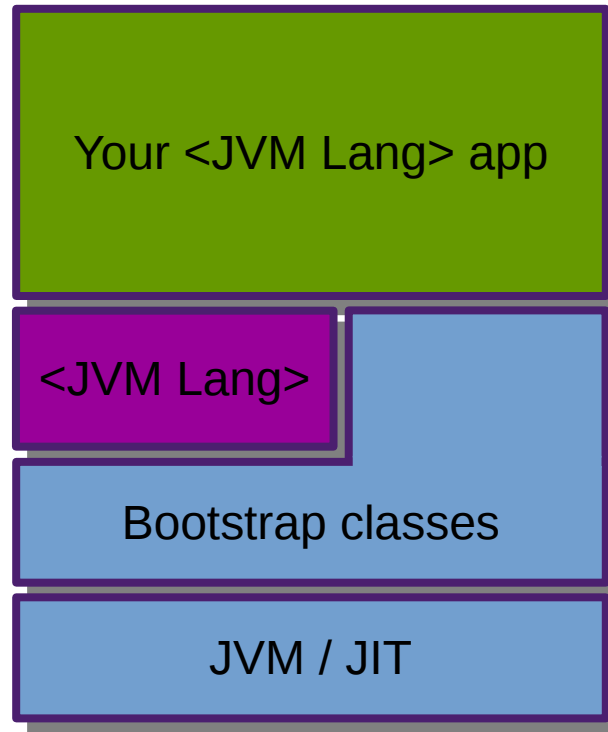 Your <JVM Lang> app
<JVM Lang>
Bootstrap classes
JVM / JIT